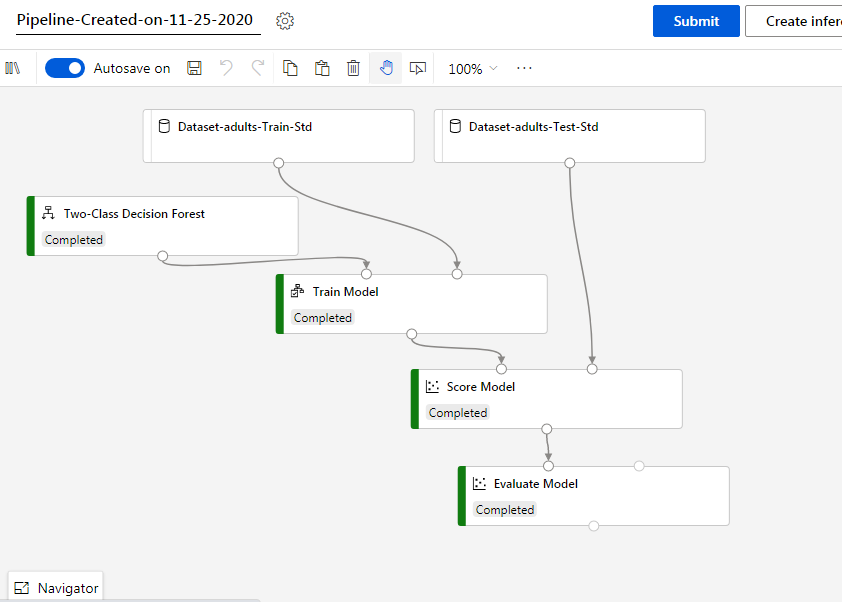 Pipeline-Created-on-11-25-2020
Submit
Create infere
Autosave on
100%
Dataset-adults-Train-Std
Dataset-adults-Test-Std
Two-Class Decision Forest
Completed
Train Model
Completed
Score Model
Completed
Evaluate Model
Completed
Navigator